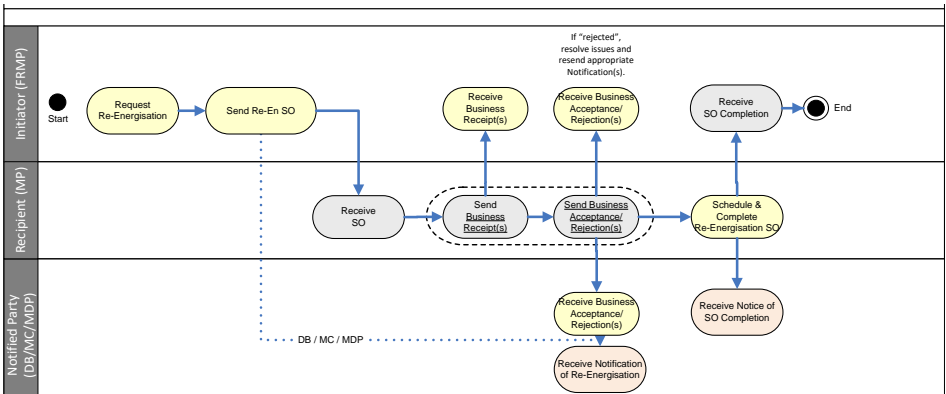 Initiator (FRMP)
Start
Request
Re-Energisation
Send Re-En SO
Receive
Business
Receipt(s)
If “rejected”,
resolve issues and
resend appropriate
Notification(s).
Receive Business
Acceptance/
Rejection(s)
Receive
SO Completion
End
Recipient (MP)
Receive
SO
Send
Business
Receipt(s)
Send Business
Acceptance/
Rejection(s)
Schedule &
Complete
Re-Energisation SO
Notified Party
(DB/MC/MDP)
DB / MC / MDP
Receive Business
Acceptance/
Rejection(s)
Receive Notification
of Re-Energisation
Receive Notice of
SO Completion